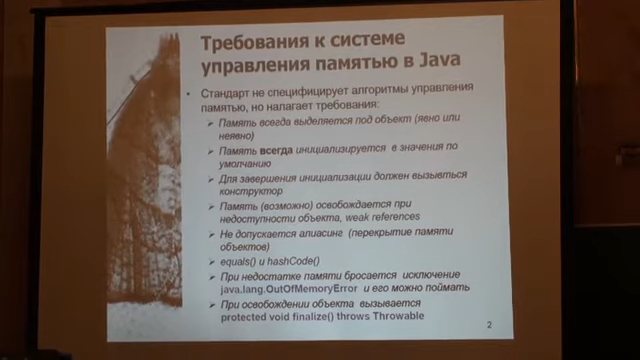 Требования к системе
управления памятью в Java
• Стандарт не специфицирует алгоритмы управления
памятью, но налагает требования:
➢ Память всегда выделяется под объект (явно или
неявно)
➢ Память всегда инициализируется в значения по
умолчанию
➢ Для завершения инициализации должен вызывться
конструктор
➢ Память (возможно) освобождается при
недоступности объекта, weak references
➢ Не допускается алиасинг (перекрытие памяти
объектов)
➢ equals() и hashCode()
➢ При недостатке памяти бросается исключение
java.lang.OutOfMemoryError и его можно поймать
➢ При освобождении объекта вызывается
protected void finalize() throws Throwable
2